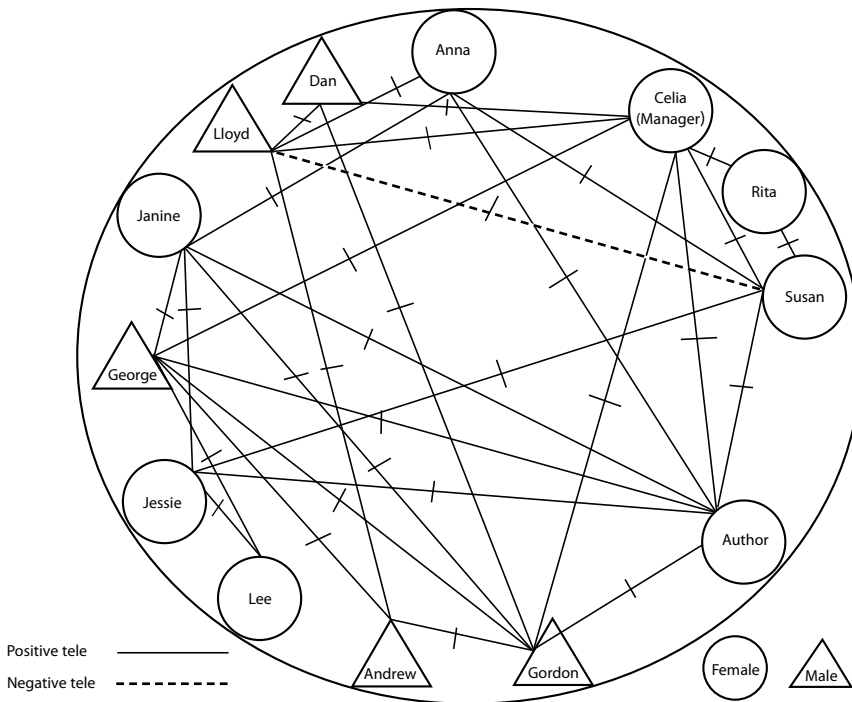 Anna
Dan
Celia
(Manager)
Lloyd
Rita
Janine
Susan
George
Jessie
Author
Lee
Positive tele
Andrew
Gordon
Female
Male
Negative tele